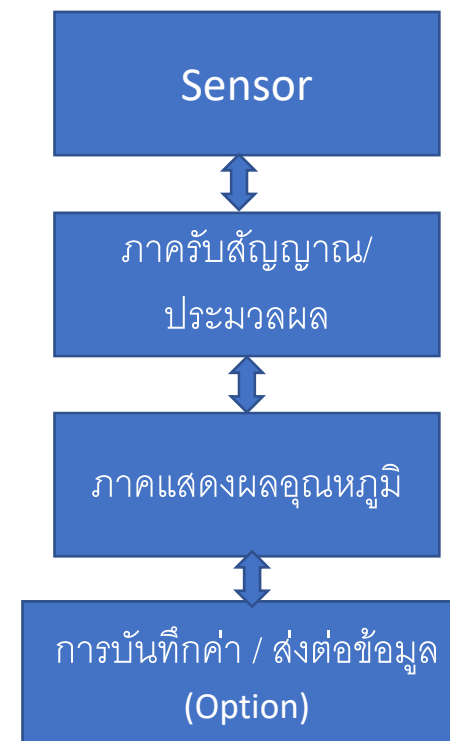 Sensor
ภาครับสัญญาณ/
ประมวลผล
ภาคแสดงผลอุณหภูมิ
การบันทึกค่า / ส่งต่อข้อมูล
(Option)